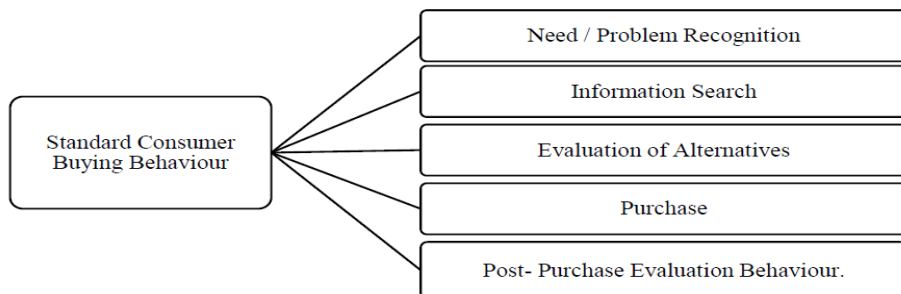 Need / Problem Recognition
Information Search
Standard Consumer
Buying Behaviour
Evaluation of Alternatives
Purchase
Post- Purchase Evaluation Behaviour.